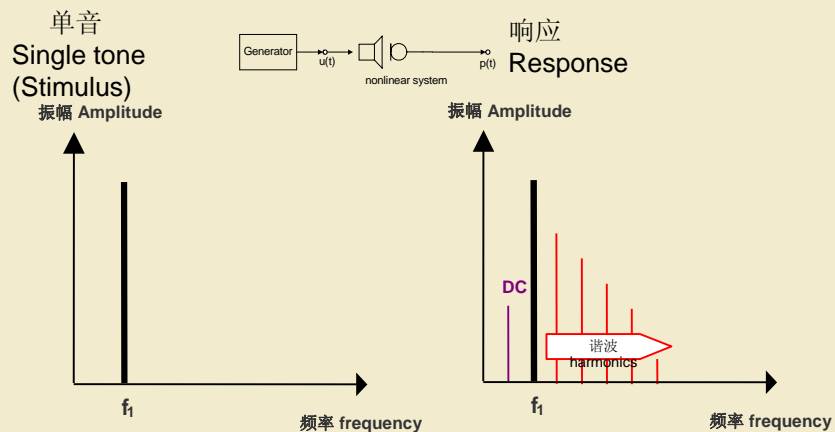 单音
Single tone
(Stimulus)
Generator
u(t)
nonlinear system
p(t)
响应
Response
振幅 Amplitude
f1
频率 frequency
振幅 Amplitude
DC
谐波
harmonics
f1
频率 frequency